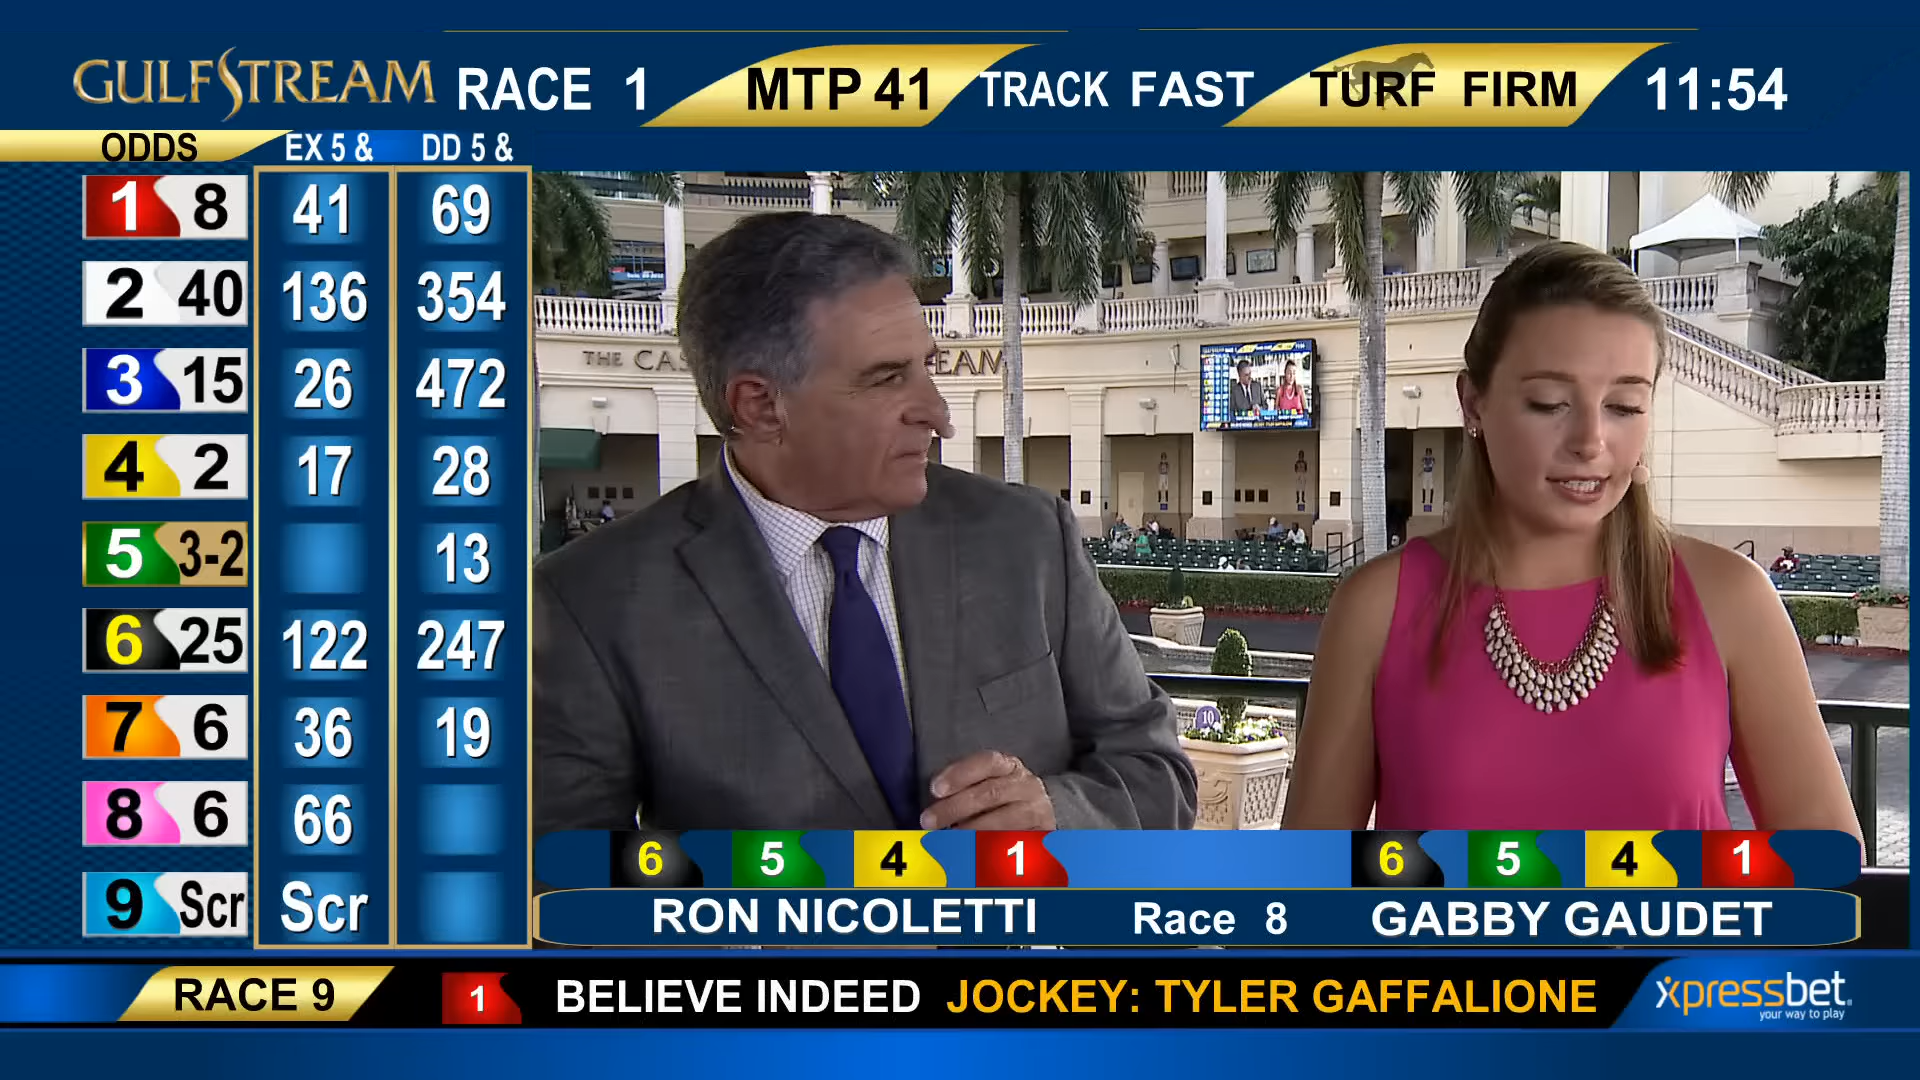 GULFSTREAM RACE 1 MTP 41 TRACK FAST TURF FIRM 11:54
ODDS EX 5 & DD 5 &
1 8 41 69
2 40 136 354
3 15 26 472
4 2 17 28
5 3-2 13
6 25 122 247
7 6 36 19
8 6 66
9 Scr Scr
THE CAS EAM
10
6 5 4 1 6 5 4 1
RON NICOLETTI Race 8 GABBY GAUDET
RACE 9 1 BELIEVE INDEED JOCKEY: TYLER GAFFALIONE xpressbet.
your way to play